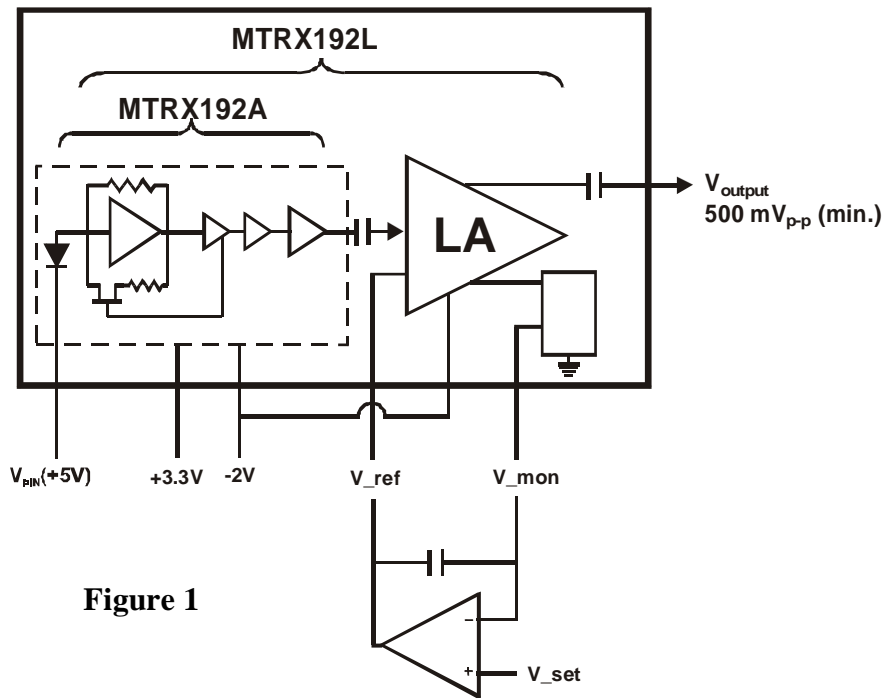 MTRX192L
MTRX192A
LA
V_output
500 mV_p-p (min.)
V_PIN(+5V)
+3.3V
-2V
V_ref
V_mon
Figure 1
-
+
V_set